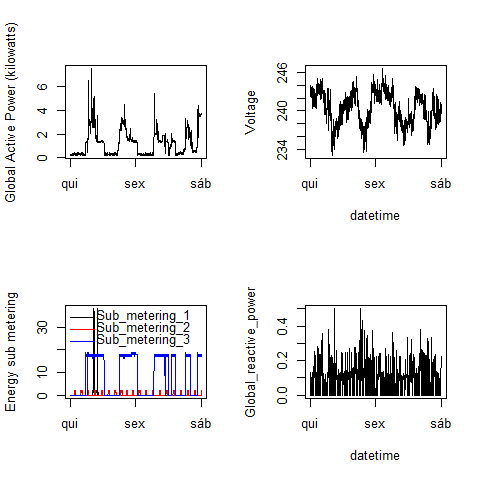 Global Active Power (kilowatts)
0 2 4 6
qui sex sáb
Voltage
234 240 246
qui sex sáb
datetime
Energy sub metering
0 10 30
Sub_metering_1
Sub_metering_2
Sub_metering_3
qui sex sáb
Global_reactive_power
0.0 0.2 0.4
qui sex sáb
datetime